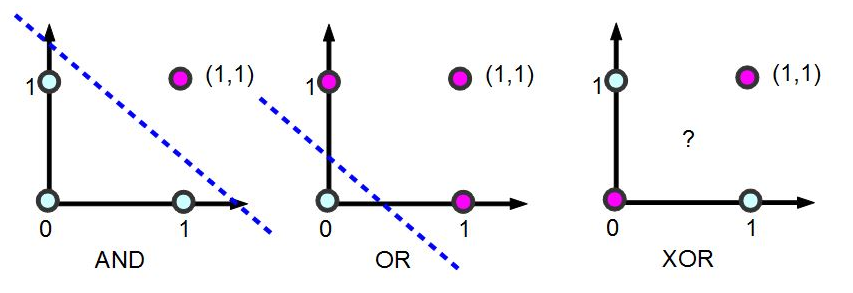 1 (1,1)
0 1
AND
1 (1,1)
0 1
OR
1 (1,1)
?
0 1
XOR